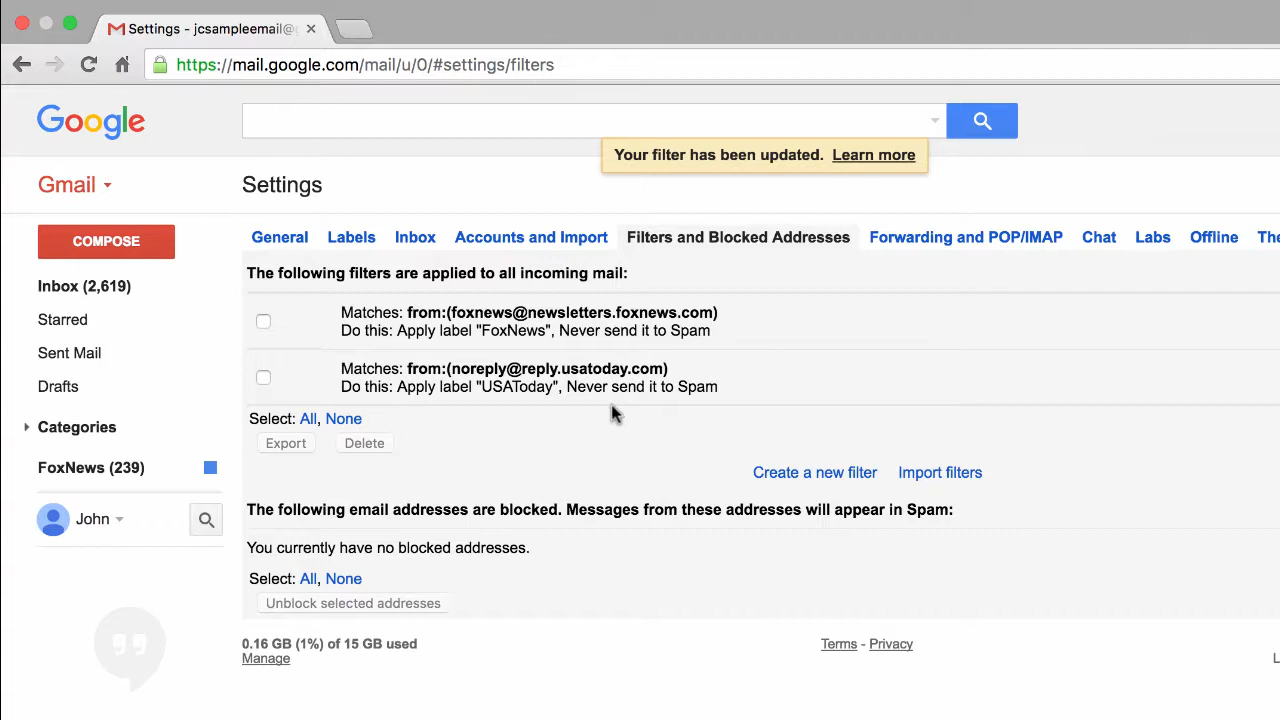 Settings - jcsampleemail@g
https://mail.google.com/mail/u/0/#settings/filters
Google
Your filter has been updated. Learn more
Gmail
Settings
COMPOSE
General Labels Inbox Accounts and Import Filters and Blocked Addresses Forwarding and POP/IMAP Chat Labs Offline The
The following filters are applied to all incoming mail:
Inbox (2,619)
Starred
Sent Mail
Drafts
Categories
FoxNews (239)
John
Matches: from:(foxnews@newsletters.foxnews.com)
Do this: Apply label "FoxNews", Never send it to Spam
Matches: from:(noreply@reply.usatoday.com)
Do this: Apply label "USAToday", Never send it to Spam
Select: All, None
Export Delete
Create a new filter Import filters
The following email addresses are blocked. Messages from these addresses will appear in Spam:
You currently have no blocked addresses.
Select: All, None
Unblock selected addresses
0.16 GB (1%) of 15 GB used
Manage
Terms - Privacy
L